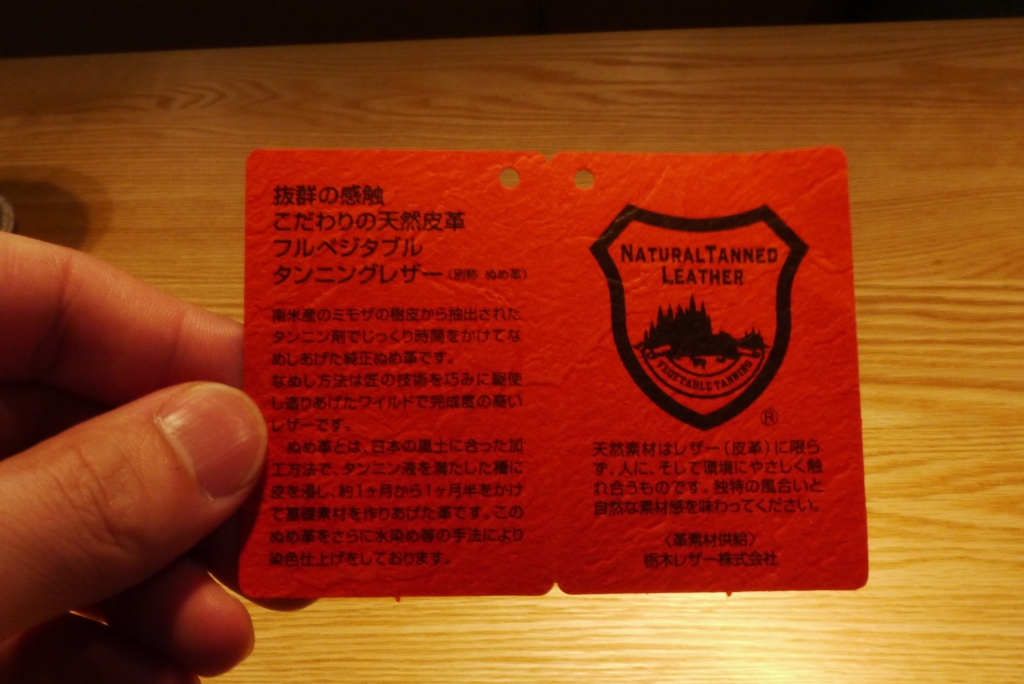 抜群の感触
こだわりの天然皮革
フルベジタブル
タンニングレザー（別称 ぬめ革）
南米産のミモザの樹皮から抽出された
タンニン剤でじっくり時間をかけてな
めしあげた純正ぬめ革です。
なめし方法は匠の技術を巧みに駆使
し造りあげたワイルドで完成度の高い
レザーです。
ぬめ革とは、日本の風土に合った加
工方法で、タンニン液を満たした槽に
皮を浸し、約1ヶ月から1ヶ月半をかけ
て基礎素材を作りあげた革です。この
ぬめ革をさらに水染め等の手法により
染色仕上げをしております。
NATURAL TANNED
LEATHER
VEGETABLE TANNING
®
天然素材はレザー（皮革）に限ら
ず、人に、そして環境にやさしく触
れ合うものです。独特の風合いと
自然な素材感を味わってください。
〈革素材供給〉
栃木レザー株式会社